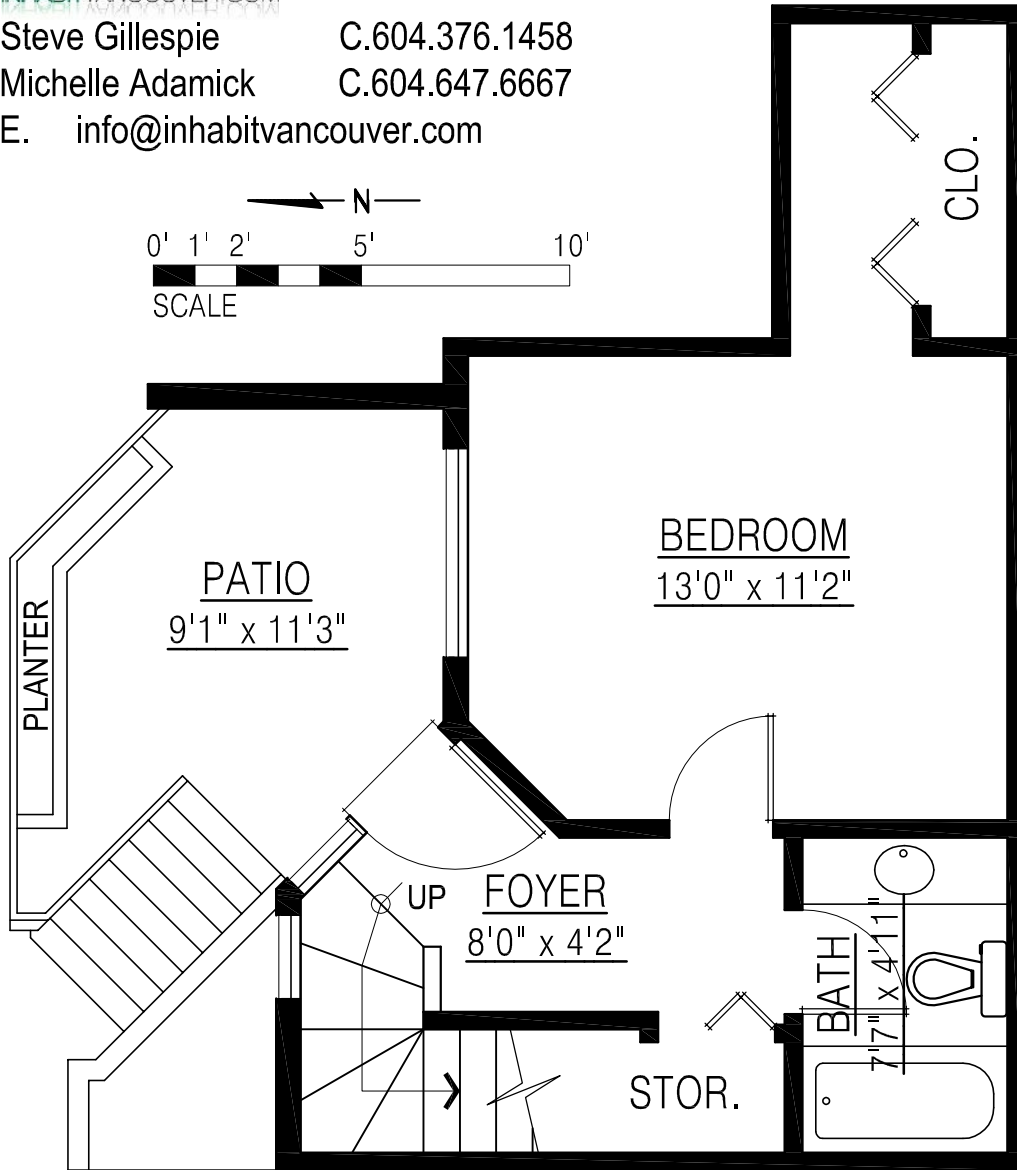 Steve Gillespie C.604.376.1458
Michelle Adamick C.604.647.6667
E. info@inhabitvancouver.com
N
0' 1' 2' 5' 10'
SCALE
CLO.
BEDROOM
13'0" x 11'2"
PATIO
9'1" x 11'3"
PLANTER
UP
FOYER
8'0" x 4'2"
BATH
7'7" x 4'11"
STOR.